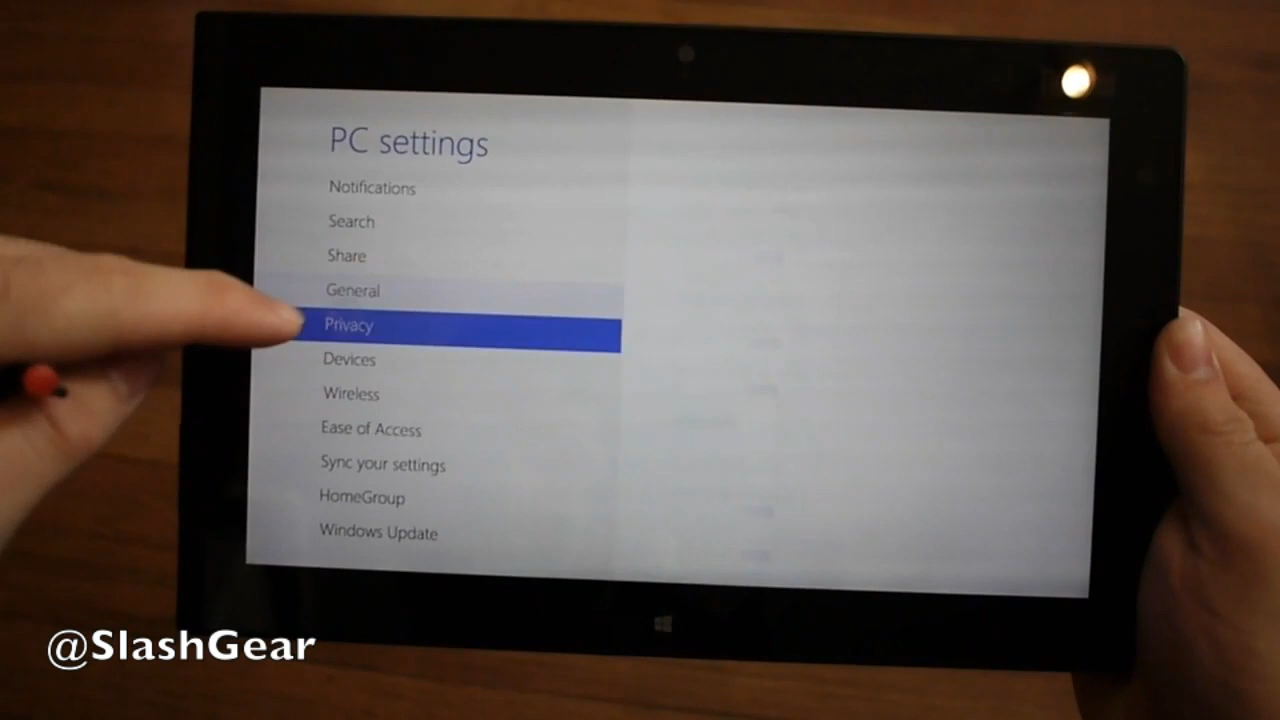 PC settings
Notifications
Search
Share
General
Privacy
Devices
Wireless
Ease of Access
Sync your settings
HomeGroup
Windows Update
@SlashGear